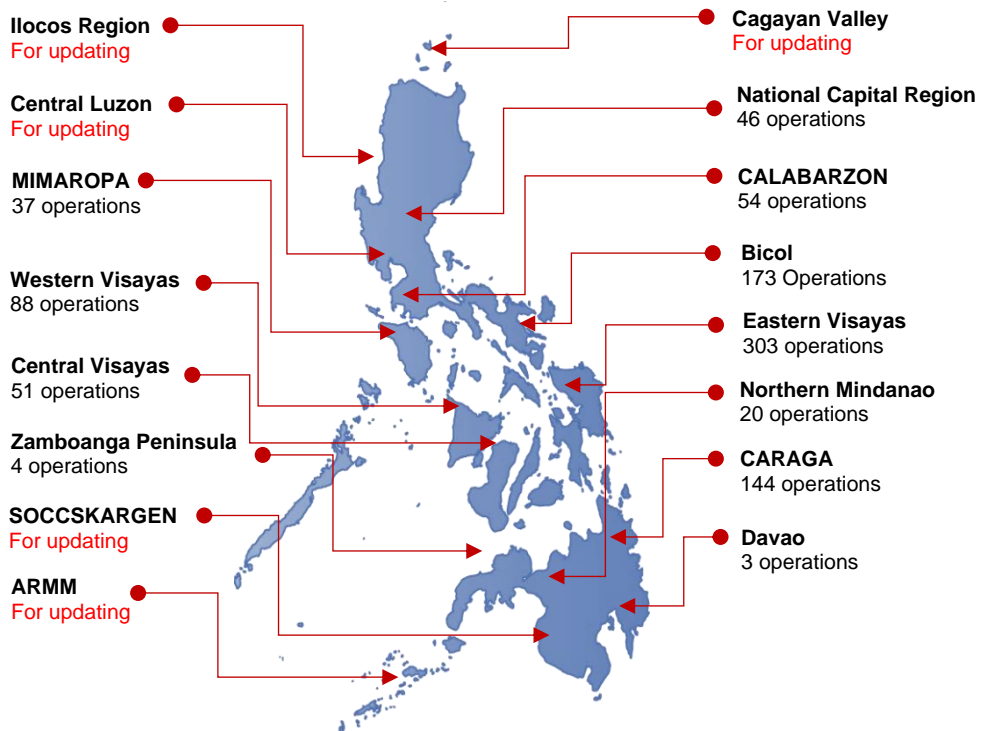 Ilocos Region
For updating
Central Luzon
For updating
MIMAROPA
37 operations
Western Visayas
88 operations
Central Visayas
51 operations
Zamboanga Peninsula
4 operations
SOCCSKARGEN
For updating
ARMM
For updating
Cagayan Valley
For updating
National Capital Region
46 operations
CALABARZON
54 operations
Bicol
173 Operations
Eastern Visayas
303 operations
Northern Mindanao
20 operations
CARAGA
144 operations
Davao
3 operations